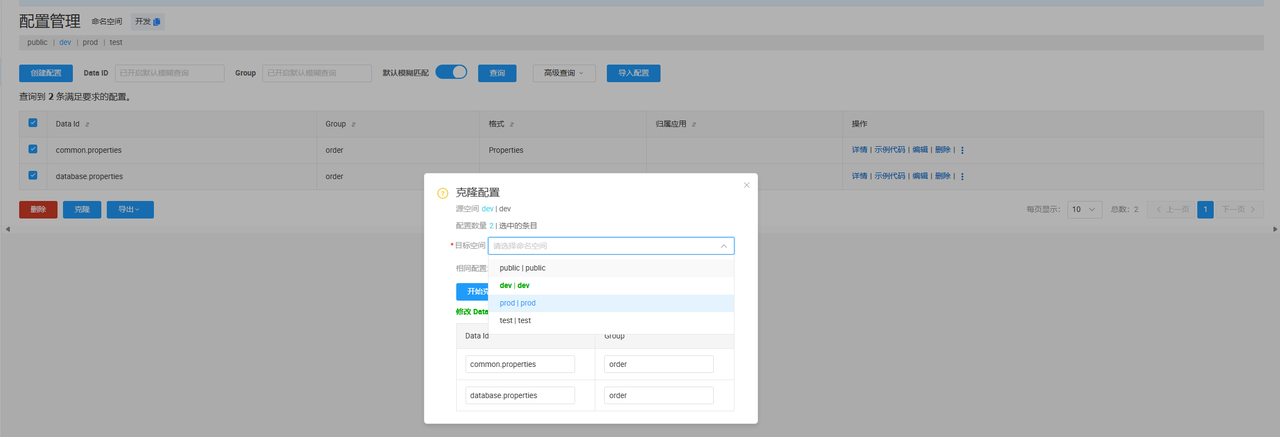 配置管理 命名空间 开发
public | dev | prod | test
创建配置 Data ID 已开启默认模糊查询 Group 已开启默认模糊查询 默认模糊匹配 查询 高级查询 导入配置
查询到 2 条满足要求的配置。
Data Id Group 格式 归属应用 操作
common.properties order Properties 详情 | 示例代码 | 编辑 | 删除 |
database.properties order 详情 | 示例代码 | 编辑 | 删除 |
删除 克隆 导出 每页显示: 10 总数: 2 上一页 1 下一页
克隆配置
源空间 dev | dev
配置数量 2 | 选中的条目
*目标空间 请选择命名空间
相同配置
public | public
dev | dev
prod | prod
开始
test | test
修改 Data
Data Id Group
common.properties order
database.properties order